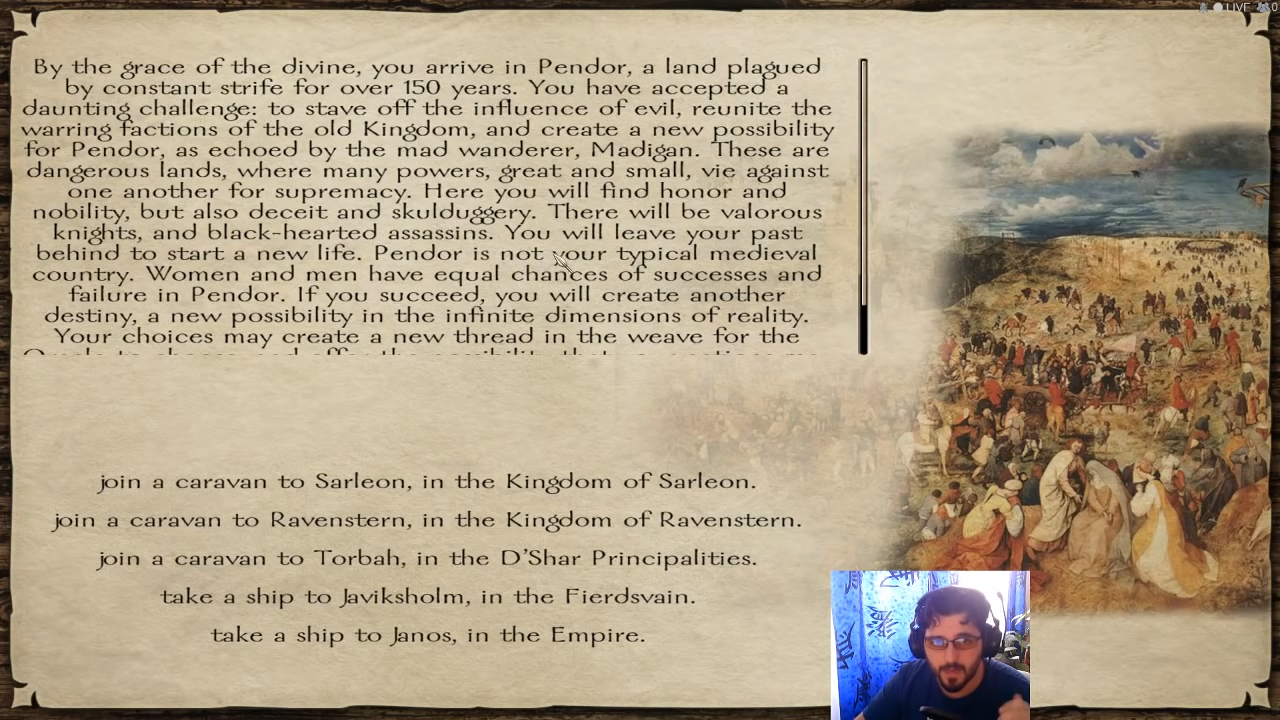 LIVE 0
By the grace of the divine, you arrive in Pendor, a land plagued
by constant strife for over 150 years. You have accepted a
daunting challenge: to stave off the influence of evil, reunite the
warring factions of the old Kingdom, and create a new possibility
for Pendor, as echoed by the mad wanderer, Madigan. These are
dangerous lands, where many powers, great and small, vie against
one another for supremacy. Here you will find honor and
nobility, but also deceit and skulduggery. There will be valorous
knights, and black-hearted assassins. You will leave your past
behind to start a new life. Pendor is not your typical medieval
country. Women and men have equal chances of successes and
failure in Pendor. If you succeed, you will create another
destiny, a new possibility in the infinite dimensions of reality.
Your choices may create a new thread in the weave for the
join a caravan to Sarleon, in the Kingdom of Sarleon.
join a caravan to Ravenstern, in the Kingdom of Ravenstern.
join a caravan to Torbah, in the D'Shar Principalities.
take a ship to Javiksholm, in the Fierdsvain.
take a ship to Janos, in the Empire.